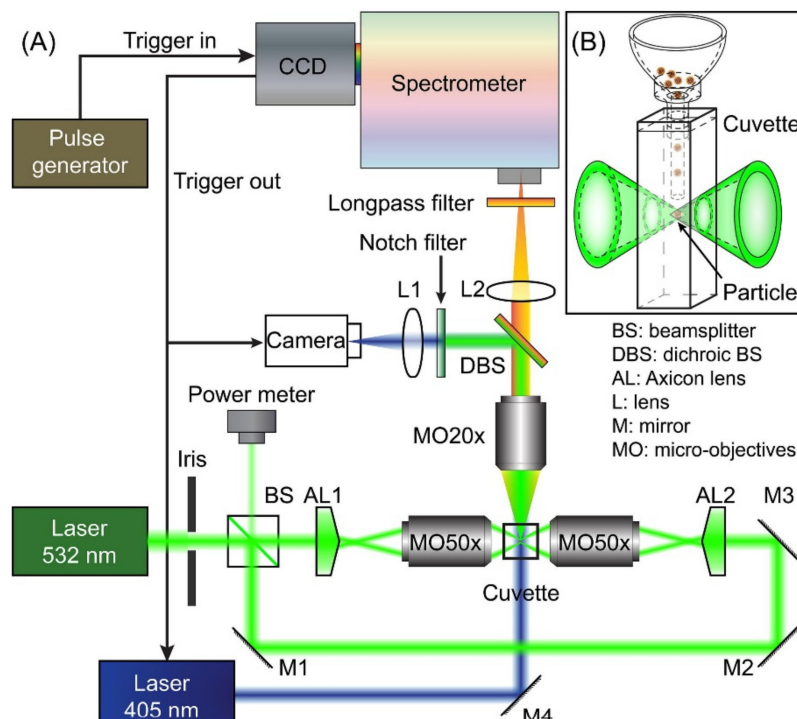 (A)
Trigger in
CCD
Spectrometer
(B)
Cuvette
Particle
Pulse
generator
Trigger out
Longpass filter
Notch filter
L1
L2
Camera
DBS
Power meter
MO20x
BS: beamsplitter
DBS: dichroic BS
AL: Axicon lens
L: lens
M: mirror
MO: micro-objectives
Iris
BS
AL1
AL2
M3
Laser
532 nm
MO50x
MO50x
Cuvette
M1
M2
Laser
405 nm
M4